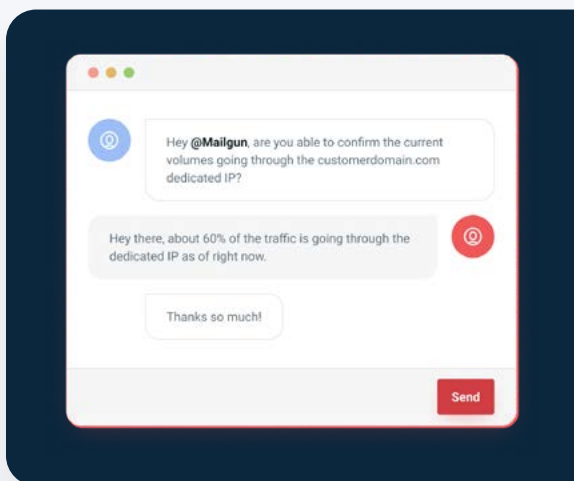 Hey @Mailgun, are you able to confirm the current
volumes going through the customerdomain.com
dedicated IP?
Hey there, about 60% of the traffic is going through the
dedicated IP as of right now.
Thanks so much!
Send